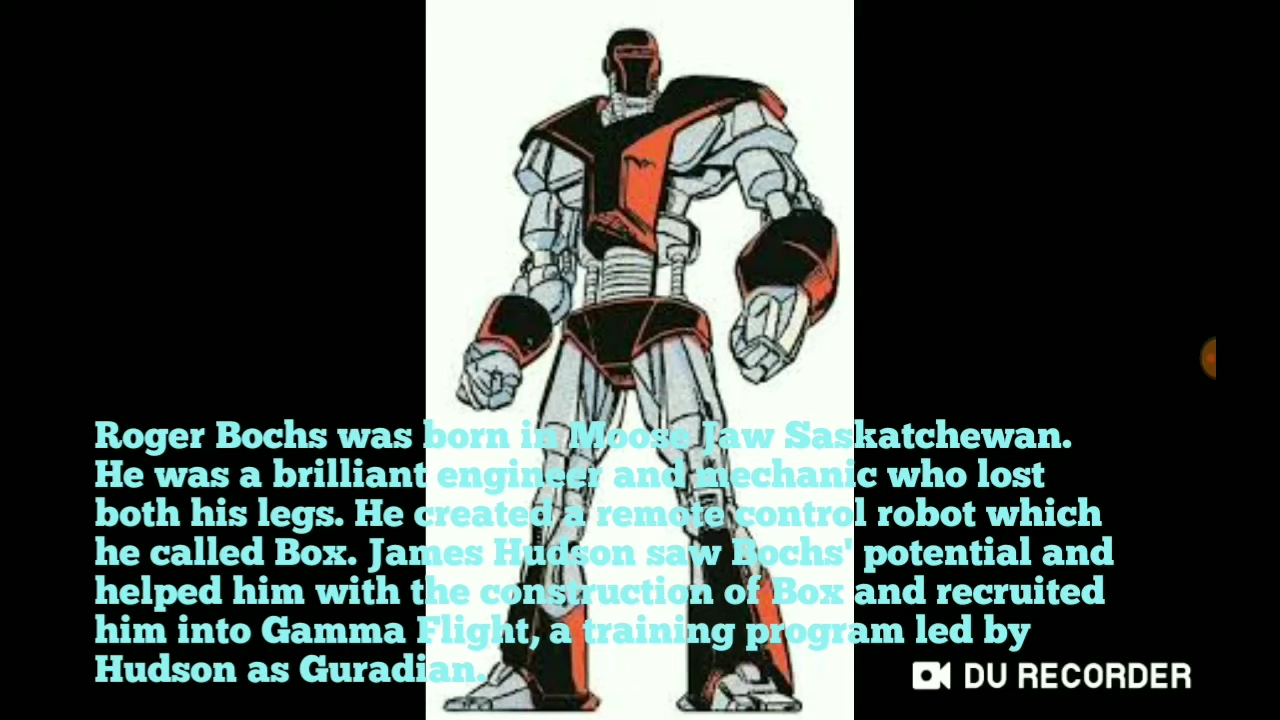 Roger Bochs was born in Moose Jaw Saskatchewan.
He was a brilliant engineer and mechanic who lost
both his legs. He created a remote control robot which
he called Box. James Hudson saw Bochs' potential and
helped him with the construction of Box and recruited
him into Gamma Flight, a training program led by
Hudson as Guradian.
DU RECORDER